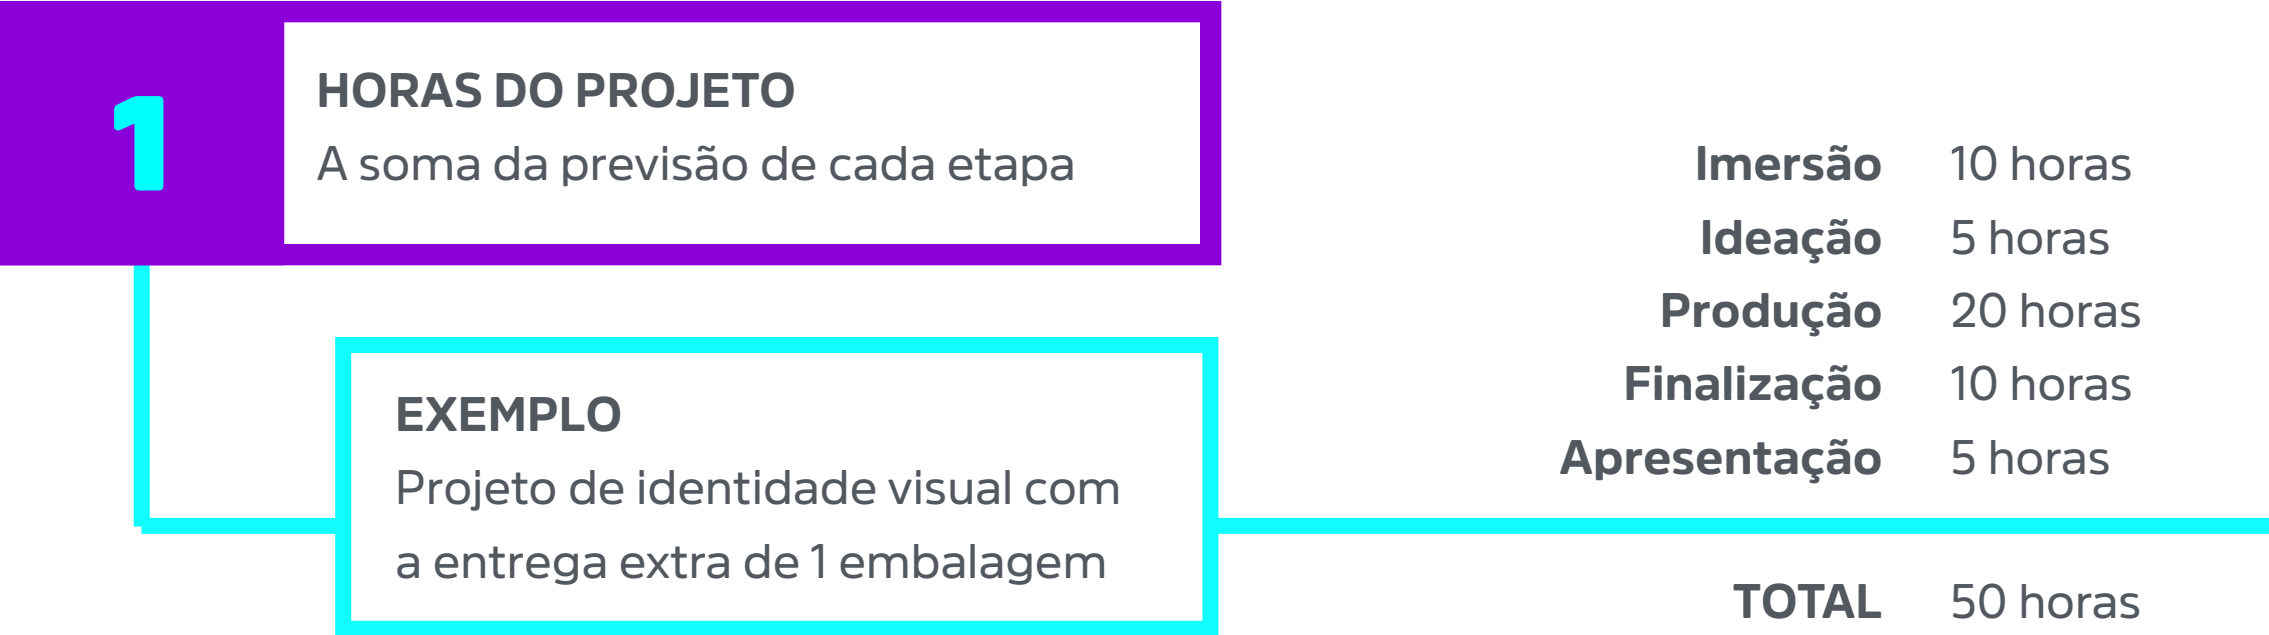 1
HORAS DO PROJETO
A soma da previsão de cada etapa
EXEMPLO
Projeto de identidade visual com
a entrega extra de 1 embalagem
Imersão 10 horas
Ideação 5 horas
Produção 20 horas
Finalização 10 horas
Apresentação 5 horas
TOTAL 50 horas